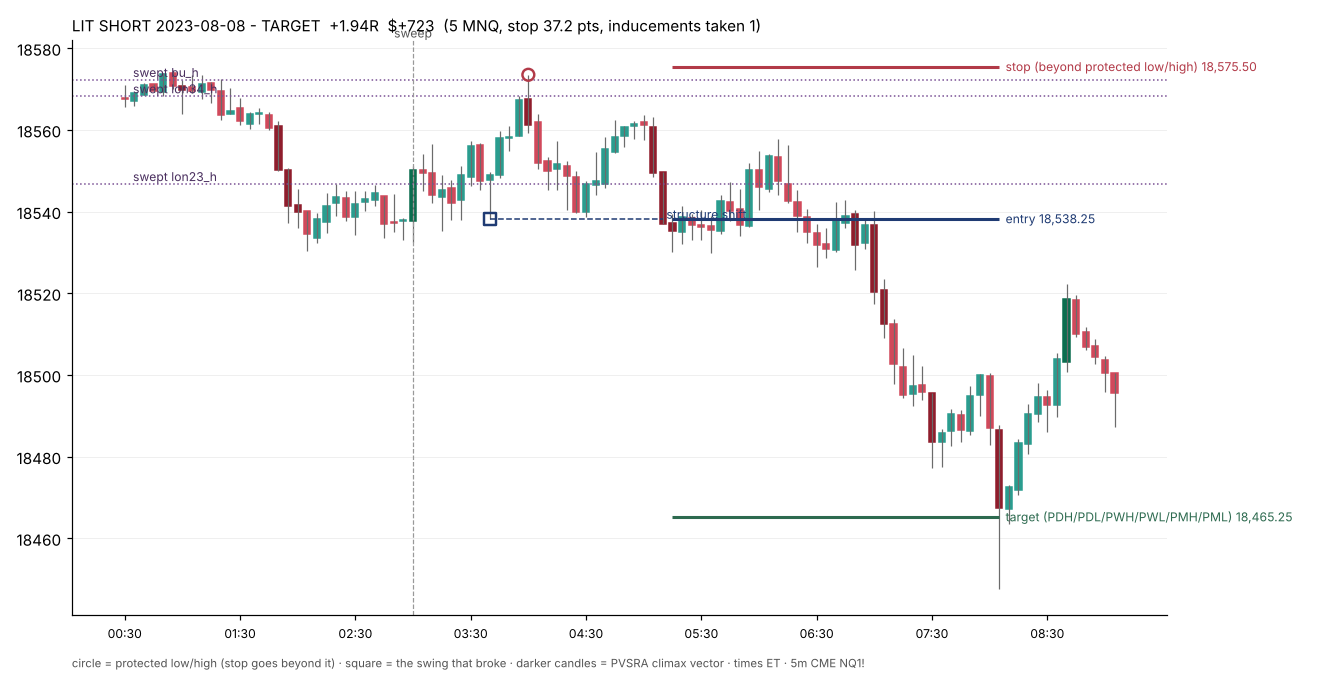 LIT SHORT 2023-08-08 - TARGET +1.94R $+723 (5 MNQ, stop 37.2 pts, inducements taken 1)
sweep
18580
18560
18540
18520
18500
18480
18460
swept bu_h
swept lon34_h
swept lon23_h
structure shift
stop (beyond protected low/high) 18,575.50
entry 18,538.25
target (PDH/PDL/PWH/PWL/PMH/PML) 18,465.25
00:30 01:30 02:30 03:30 04:30 05:30 06:30 07:30 08:30
circle = protected low/high (stop goes beyond it) · square = the swing that broke · darker candles = PVSRA climax vector · times ET · 5m CME NQ1!